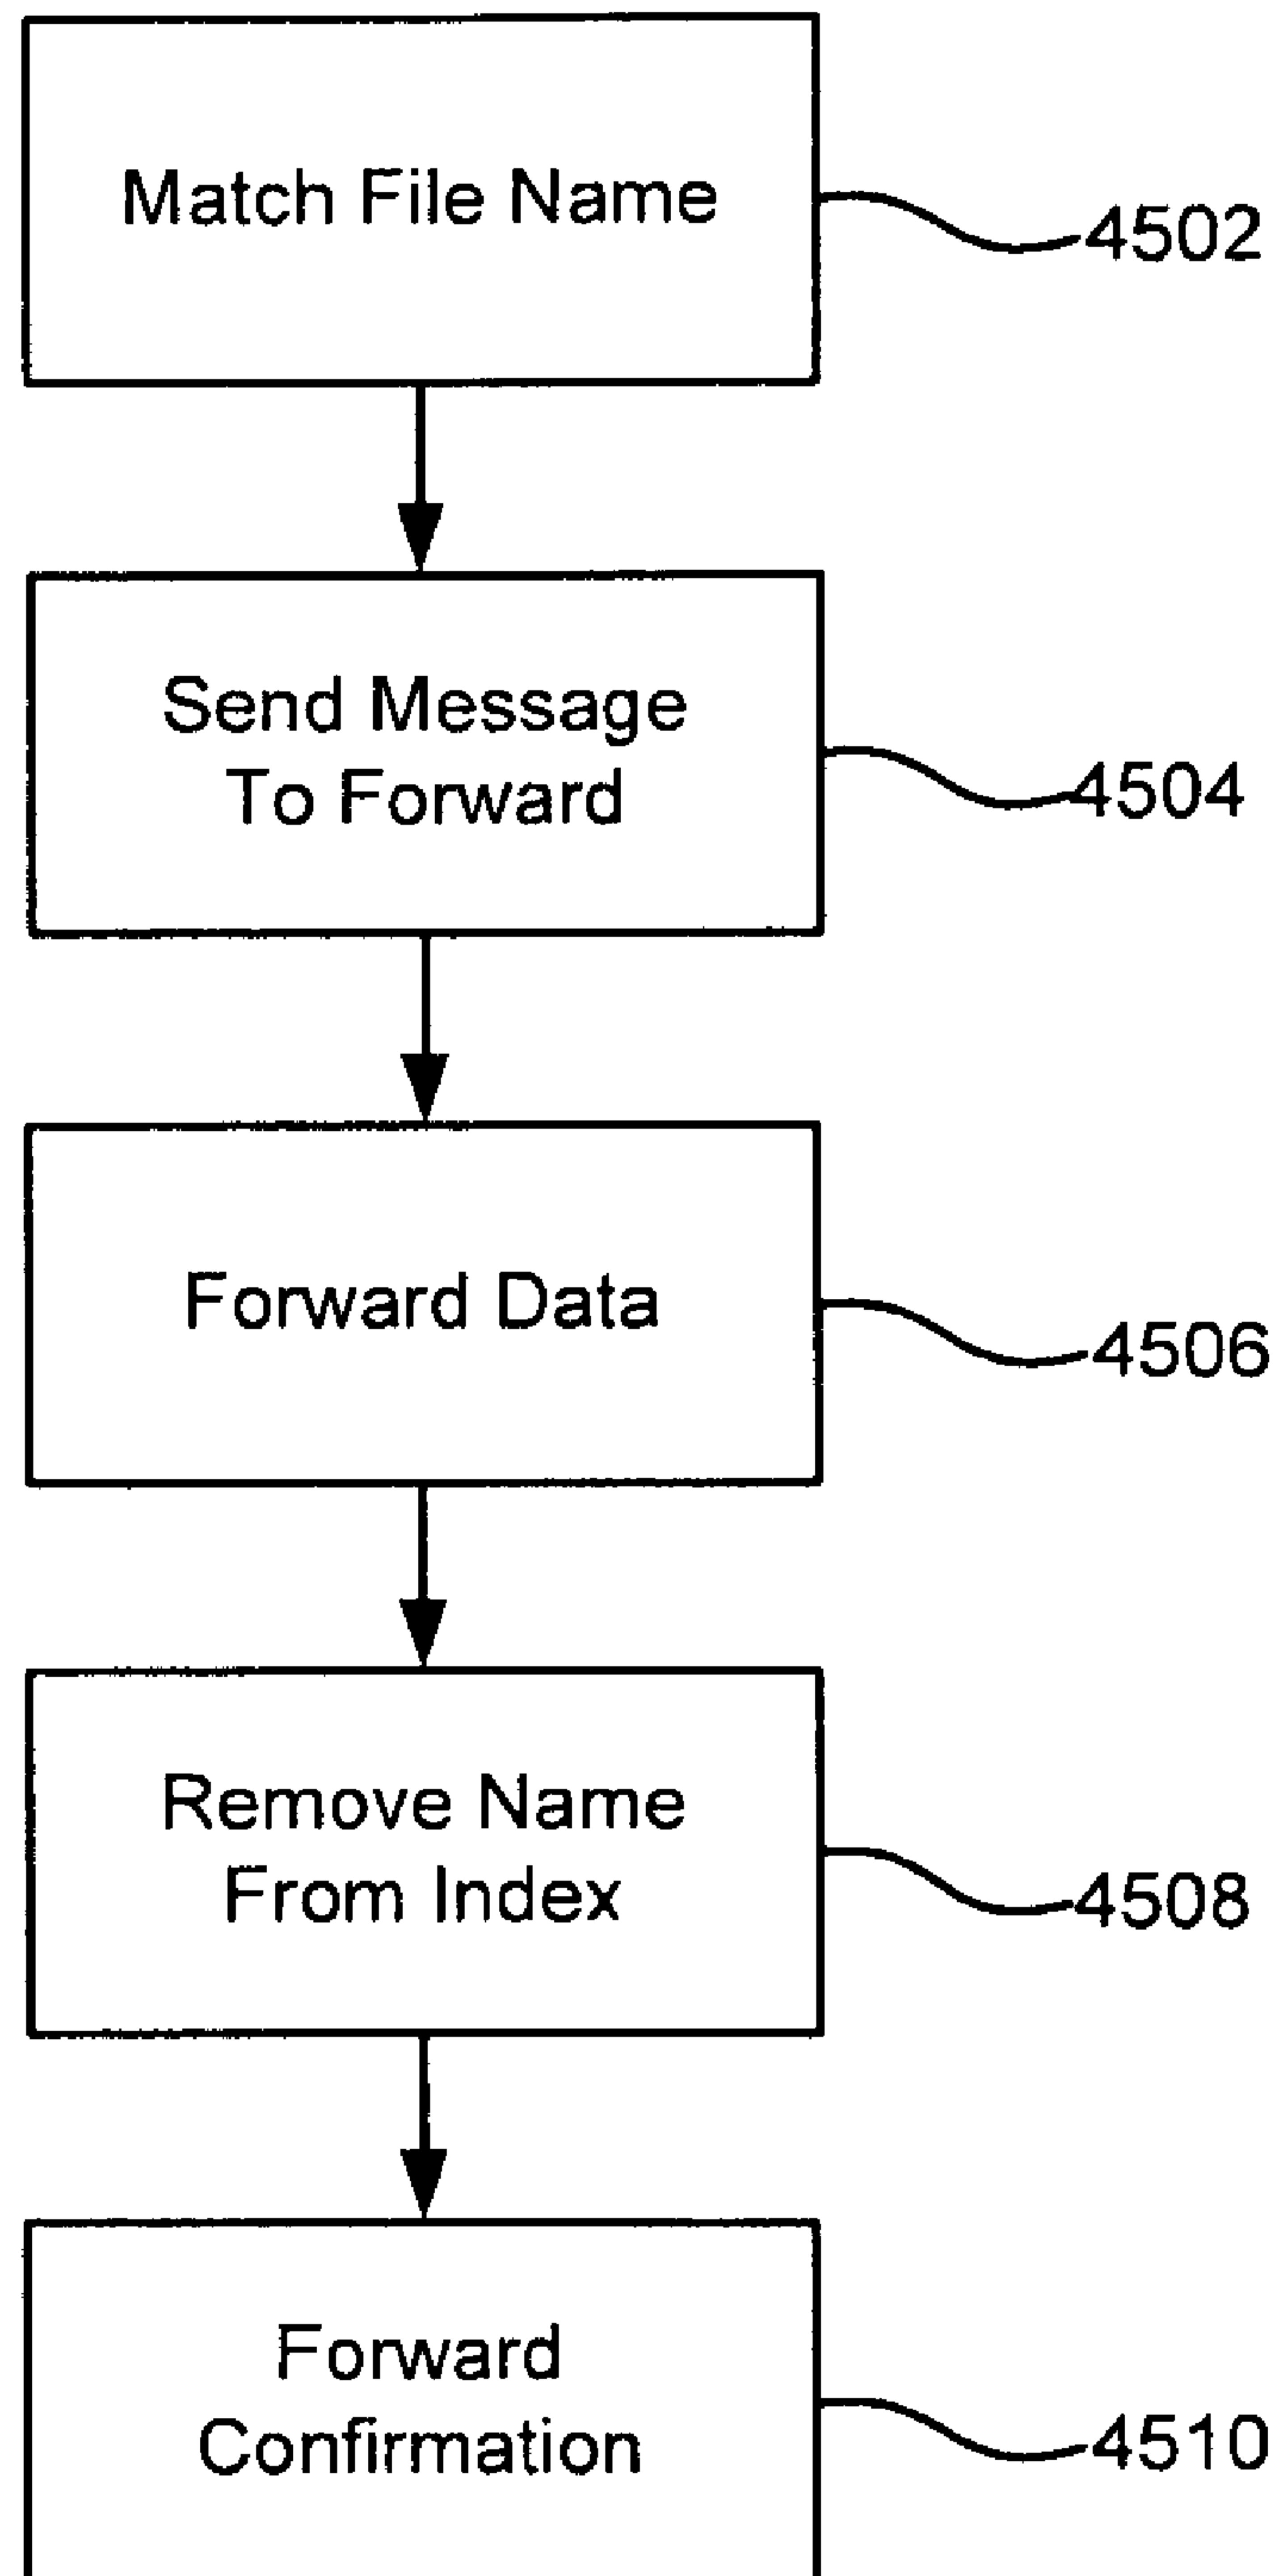 Match File Name
4502
Send Message
To Forward
4504
Forward Data
4506
Remove Name
From Index
4508
Forward
Confirmation
4510